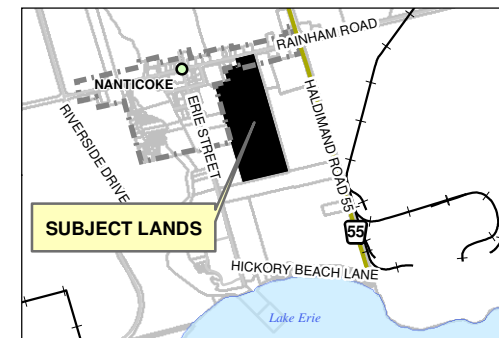 RAINHAM ROAD
NANTICOKE
ERIE STREET
HALDIMAND ROAD 55
RIVERSIDE DRIVE
SUBJECT LANDS
55
HICKORY BEACH LANE
Lake Erie